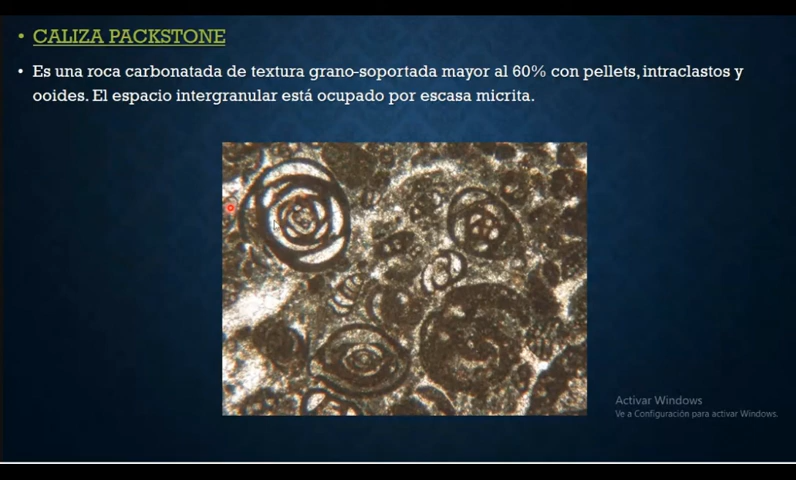 • CALIZA PACKSTONE
• Es una roca carbonatada de textura grano-soportada mayor al 60% con pellets, intraclastos y
ooides. El espacio intergranular está ocupado por escasa micrita.
Activar Windows
Ve a Configuración para activar Windows.